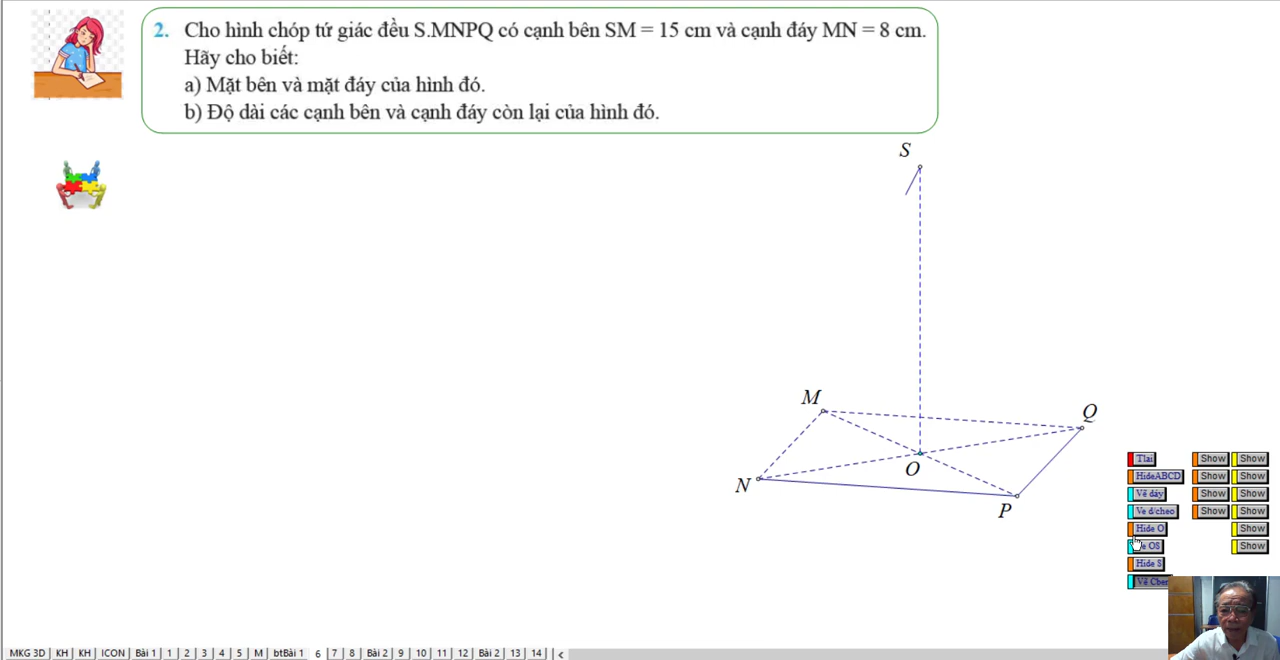 2. Cho hình chóp tứ giác đều S.MNPQ có cạnh bên SM = 15 cm và cạnh đáy MN = 8 cm.
Hãy cho biết:
a) Mặt bên và mặt đáy của hình đó.
b) Độ dài các cạnh bên và cạnh đáy còn lại của hình đó.
S
M
Q
O
N
P
Tlai Show Show
HideABCD Show Show
Vẽ đáy Show Show
Ve d/cheo Show Show
Hide O Show
OS Show
Hide S
MKG 3D KH KH ICON Bài 1 1 2 3 4 5 M btBài 1 6 7 8 Bài 2 9 10 11 12 Bài 2 13 14 <